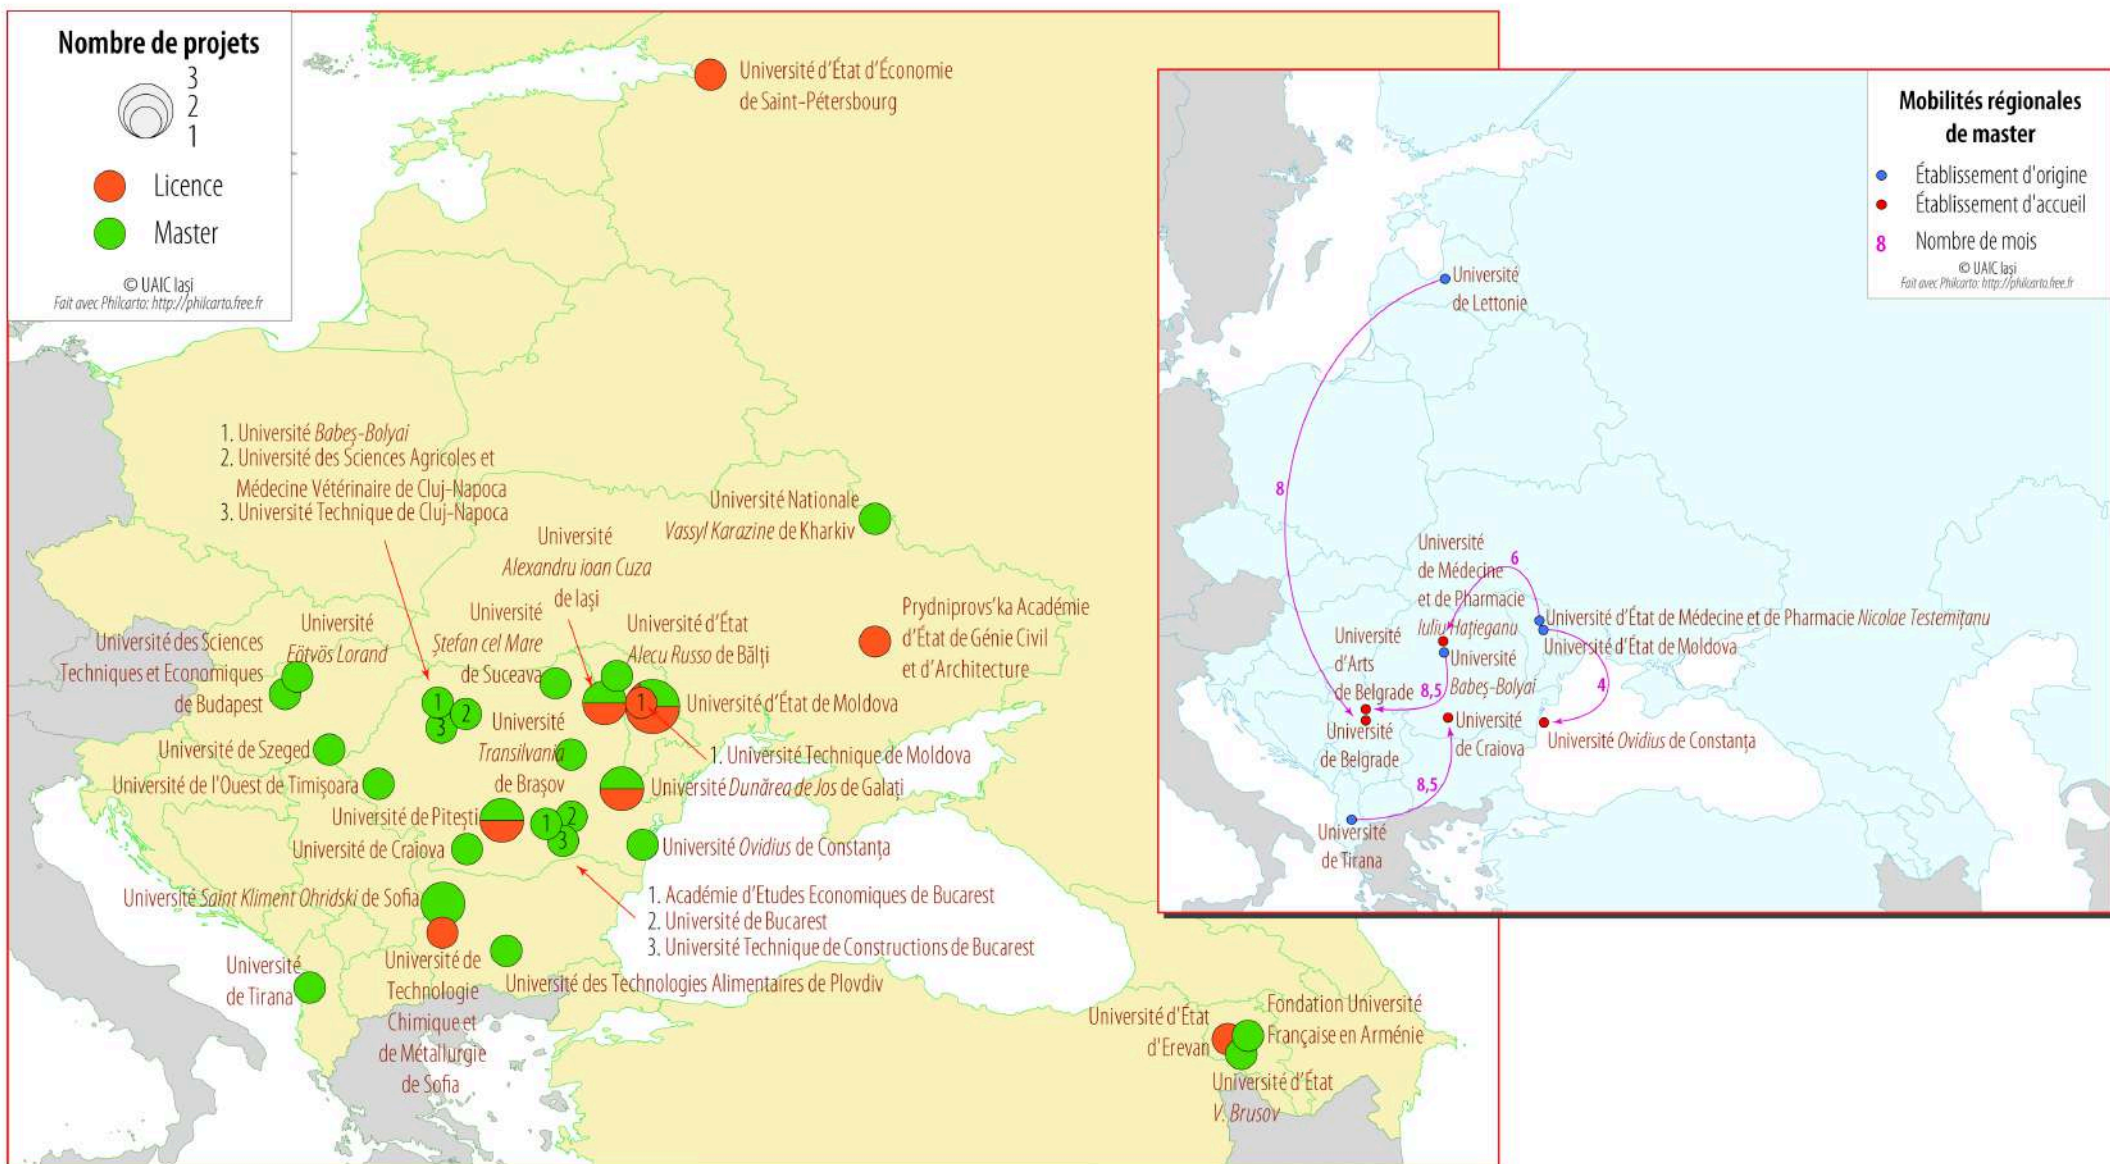 Nombre de projets
3
2
1
Licence
Master
© UAIC Iași
Fait avec Philcarto: http://philcarto.free.fr
Université d'État d'Économie
de Saint-Pétersbourg
1. Université Babeș-Bolyai
2. Université des Sciences Agricoles et
Médecine Vétérinaire de Cluj-Napoca
3. Université Technique de Cluj-Napoca
Université Nationale
Vassyl Karazine de Kharkiv
Université
Alexandru ioan Cuza
de Iași
Prydniprovs'ka Académie
d'État de Génie Civil
et d'Architecture
Université
Ștefan cel Mare
de Suceava
Université d'État
Alecu Russo de Bălți
Université
Eötvös Lorand
Université des Sciences
Techniques et Economiques
de Budapest
1
2
3
1
Université d'État de Moldova
Université
Transilvania
de Brașov
1. Université Technique de Moldova
Université de Szeged
Université de l'Ouest de Timișoara
Université Dunărea de Jos de Galați
Université de Pitești
1
2
3
Université de Craiova
Université Ovidius de Constanța
1. Académie d'Etudes Economiques de Bucarest
2. Université de Bucarest
3. Université Technique de Constructions de Bucarest
Université Saint Kliment Ohridski de Sofia
Université de
Technologie
Chimique et
de Métallurgie
de Sofia
Université des Technologies Alimentaires de Plovdiv
Université
de Tirana
Université d'État
d'Erevan
Fondation Université
Française en Arménie
Université d'État
V. Brusov
Mobilités régionales
de master
Établissement d'origine
Établissement d'accueil
8 Nombre de mois
© UAIC Iași
Fait avec Philcarto: http://philcarto.free.fr
Université
de Lettonie
8
Université
de Médecine
et de Pharmacie
Iuliu Hațieganu
6
Université d'État de Médecine et de Pharmacie Nicolae Testemițanu
Université d'État de Moldova
Université
d'Arts
de Belgrade
Université
Babeș-Bolyai
8,5
4
Université
de Belgrade
Université
de Craiova
Université Ovidius de Constanța
8,5
Université
de Tirana